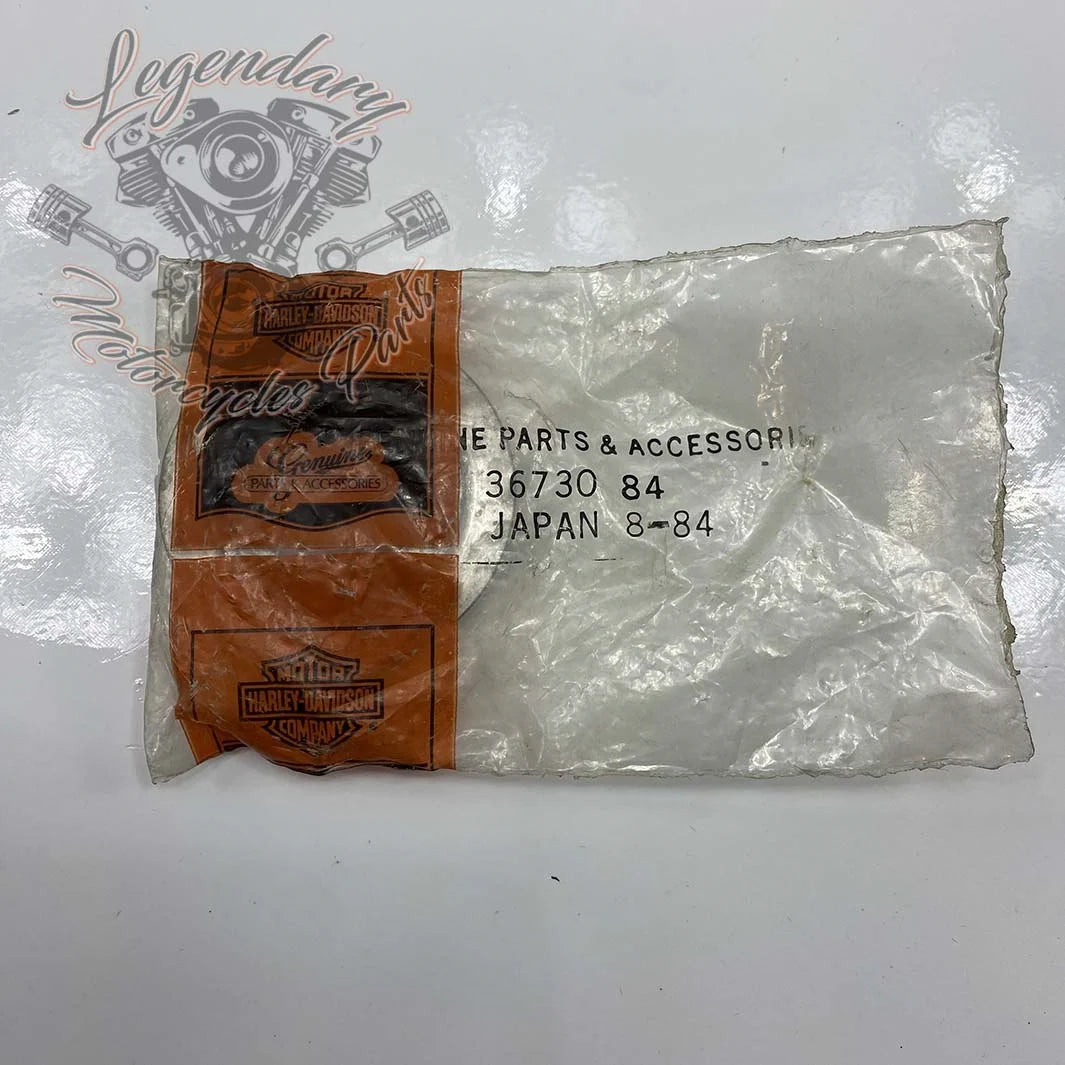 Legendary
Motorcycles Parts
MOTOR
HARLEY-DAVIDSON
COMPANY
Genuine
PARTS & ACCESSORIES
NE PARTS & ACCESSORI
36730 84
JAPAN 8-84
MOTOR
HARLEY-DAVIDSON
COMPANY